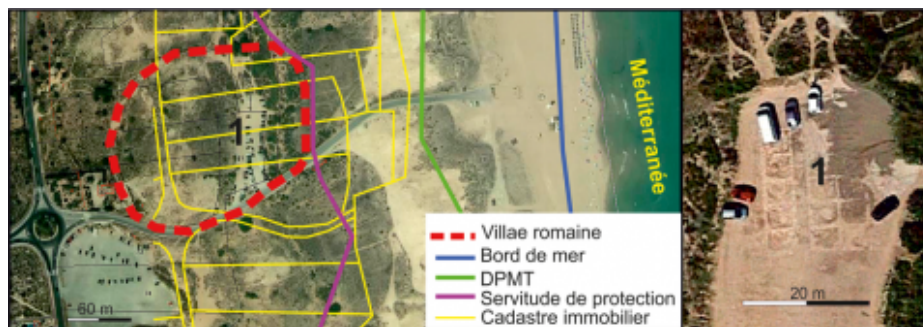 1
Méditerranée
Villae romaine
Bord de mer
DPMT
Servitude de protection
Cadastre immobilier
60 m
1
20 m